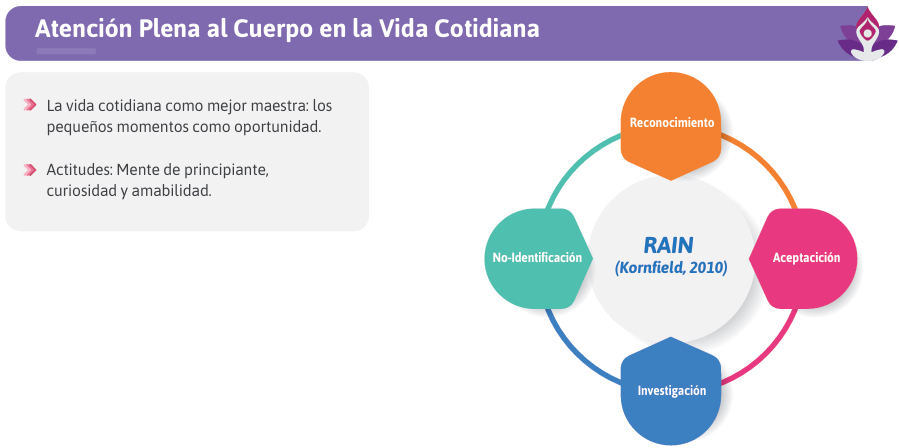 Atención Plena al Cuerpo en la Vida Cotidiana
La vida cotidiana como mejor maestra: los
pequeños momentos como oportunidad.
Actitudes: Mente de principiante,
curiosidad y amabilidad.
Reconocimiento
No-Identificación
RAIN
(Kornfield, 2010)
Aceptacición
Investigación